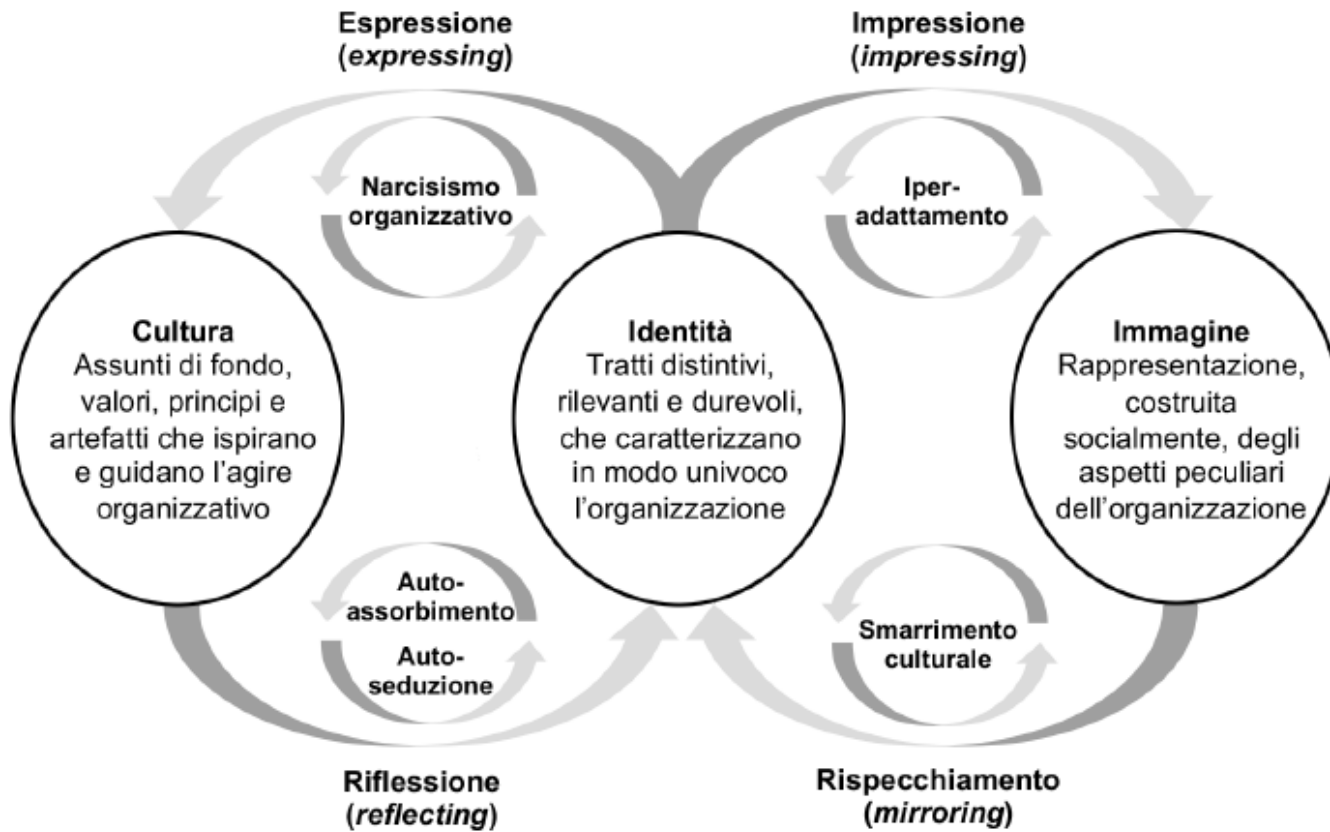 Espressione
(expressing)
Impressione
(impressing)
Narcisismo
organizzativo
Iper-
adattamento
Cultura
Assunti di fondo,
valori, principi e
artefatti che ispirano
e guidano l'agire
organizzativo
Identità
Tratti distintivi,
rilevanti e durevoli,
che caratterizzano
in modo univoco
l'organizzazione
Immagine
Rappresentazione,
costruita
socialmente, degli
aspetti peculiari
dell'organizzazione
Auto-
assorbimento
Auto-
seduzione
Smarrimento
culturale
Riflessione
(reflecting)
Rispecchiamento
(mirroring)